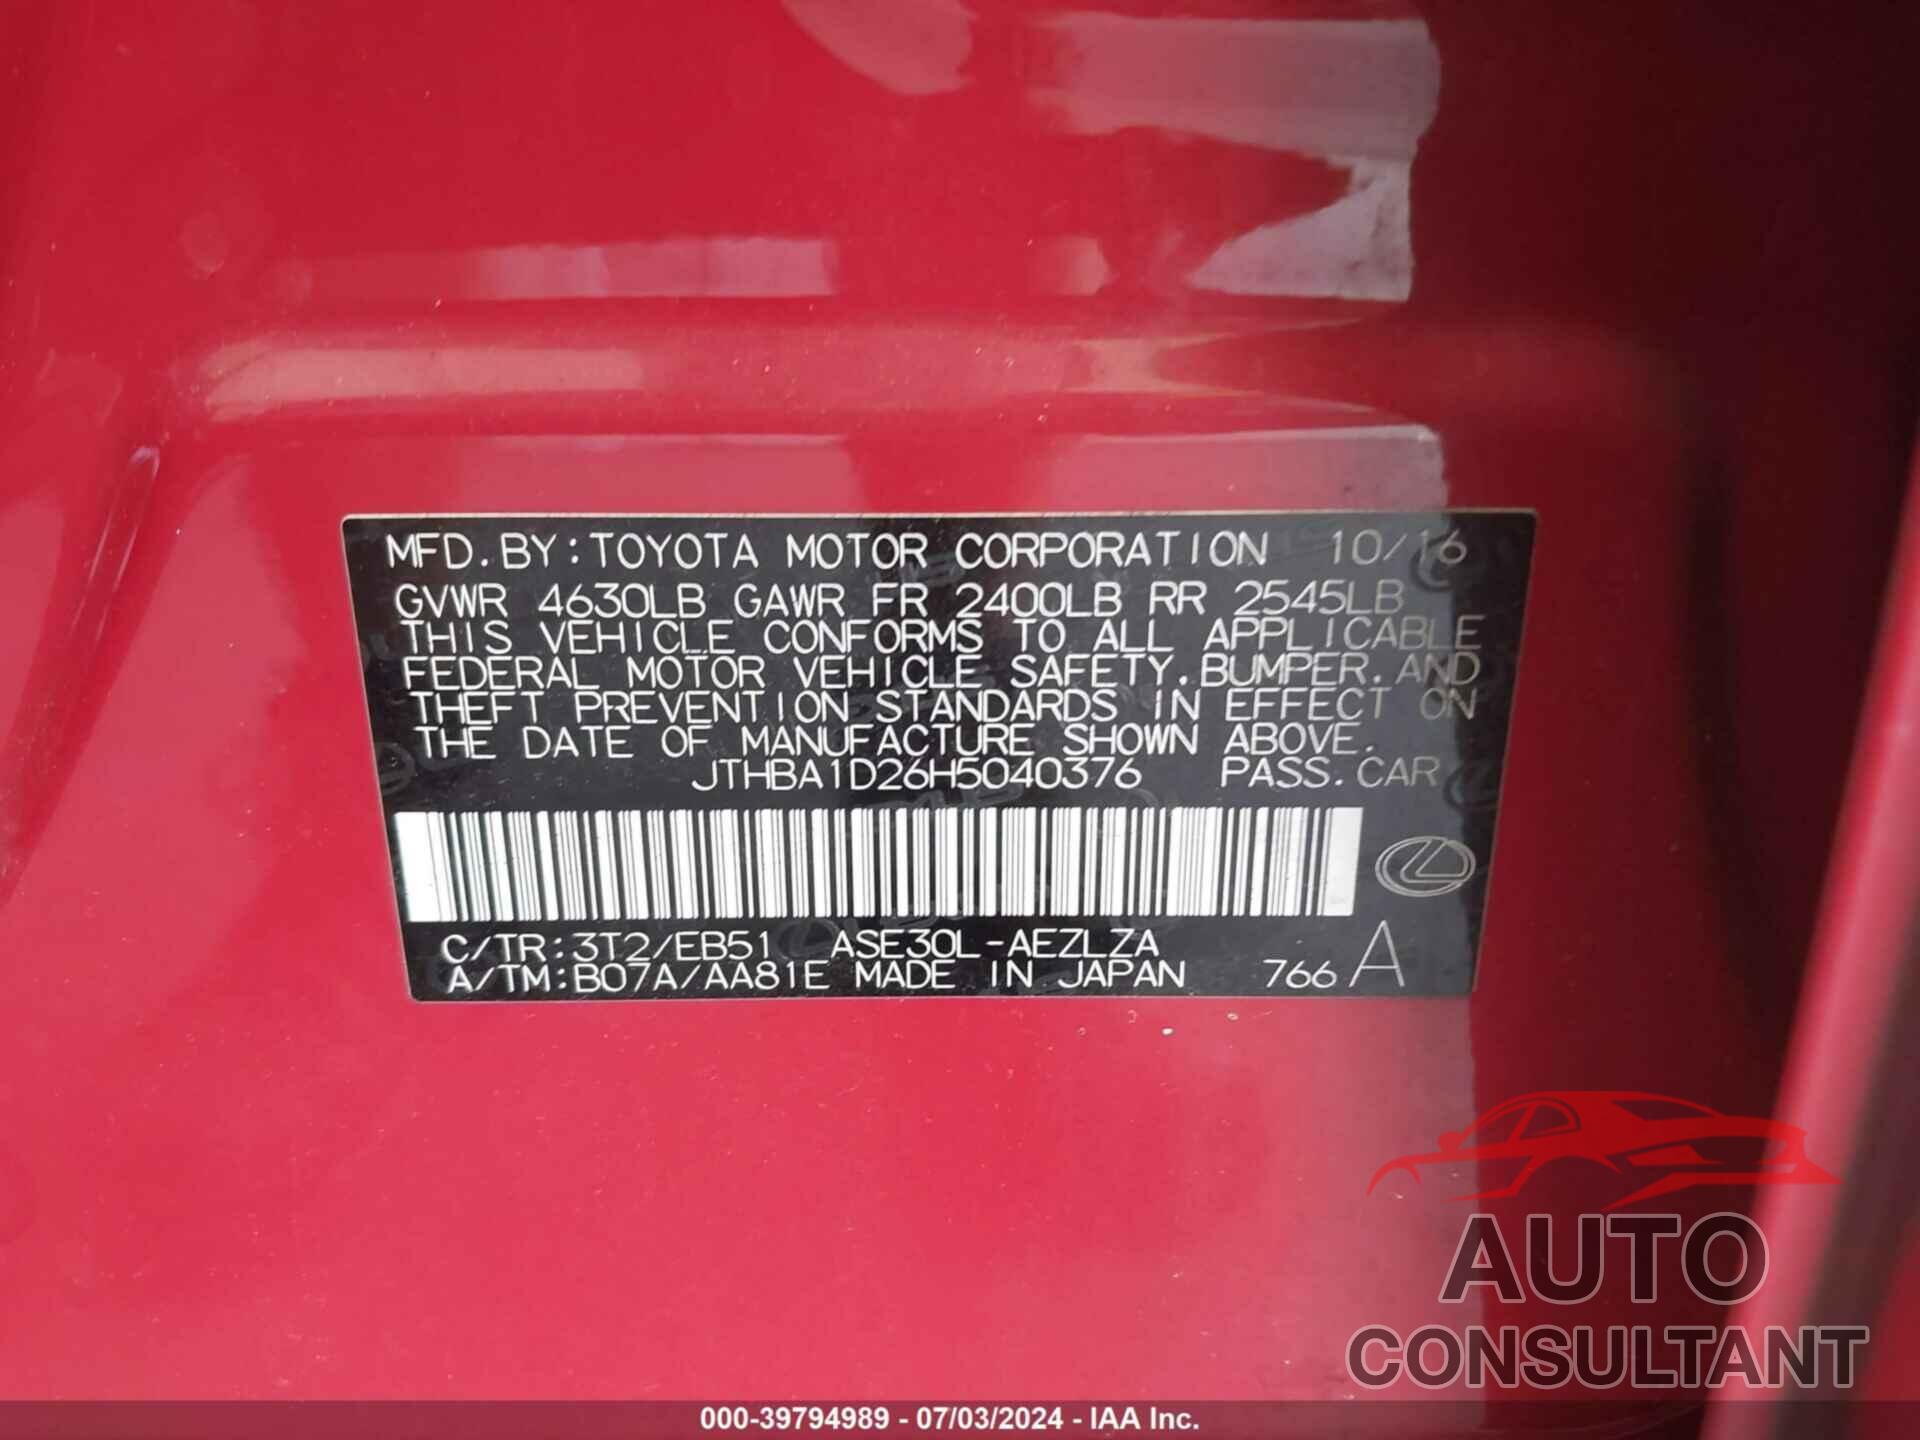 MFD. BY: TOYOTA MOTOR CORPORATION 10/16
GVWR 4630LB GAWR FR 2400LB RR 2545LB
THIS VEHICLE CONFORMS TO ALL APPLICABLE
FEDERAL MOTOR VEHICLE SAFETY, BUMPER, AND
THEFT PREVENTION STANDARDS IN EFFECT ON
THE DATE OF MANUFACTURE SHOWN ABOVE.
JTHBA1D26H5040376 PASS. CAR
C/TR: 3T2/EB51 ASE30L-AEZLZA
A/TM: B07A/AA81E MADE IN JAPAN 766 A
AUTO
CONSULTANT
000-39794989 - 07/03/2024 - IAA Inc.